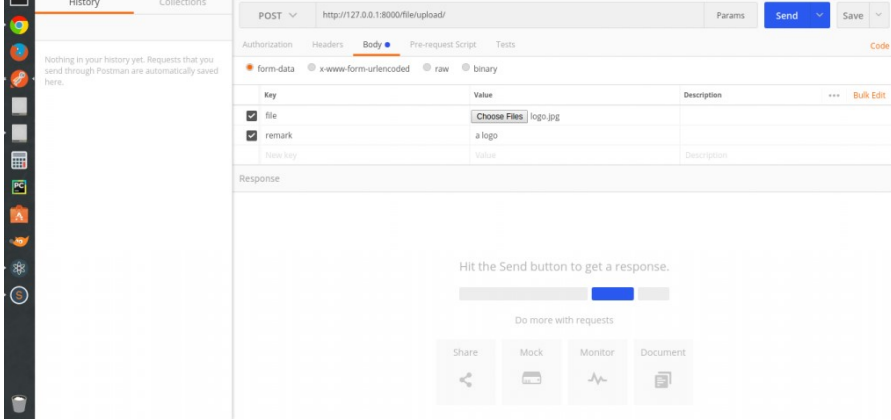 History Collections
POST http://127.0.0.1:8000/file/upload/ Params Send Save
Authorization Headers Body Pre-request Script Tests Code
Nothing in your history yet. Requests that you
send through Postman are automatically saved
here.
form-data x-www-form-urlencoded raw binary
Key Value Description Bulk Edit
file Choose Files logo.jpg
remark a logo
New key Value Description
Response
Hit the Send button to get a response.
Do more with requests
Share Mock Monitor Document
PC
A
S